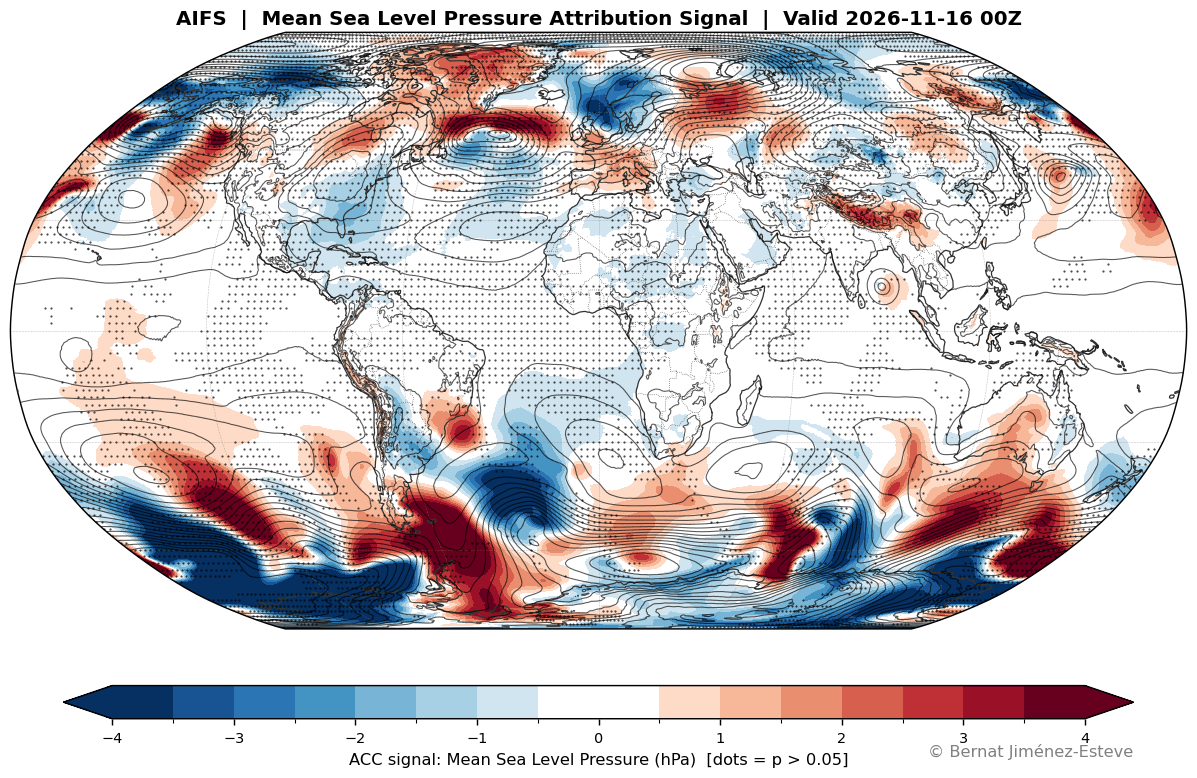 AIFS | Mean Sea Level Pressure Attribution Signal | Valid 2026-11-16 00Z
−4 −3 −2 −1 0 1 2 3 4
ACC signal: Mean Sea Level Pressure (hPa) [dots = p > 0.05]
© Bernat Jiménez-Esteve